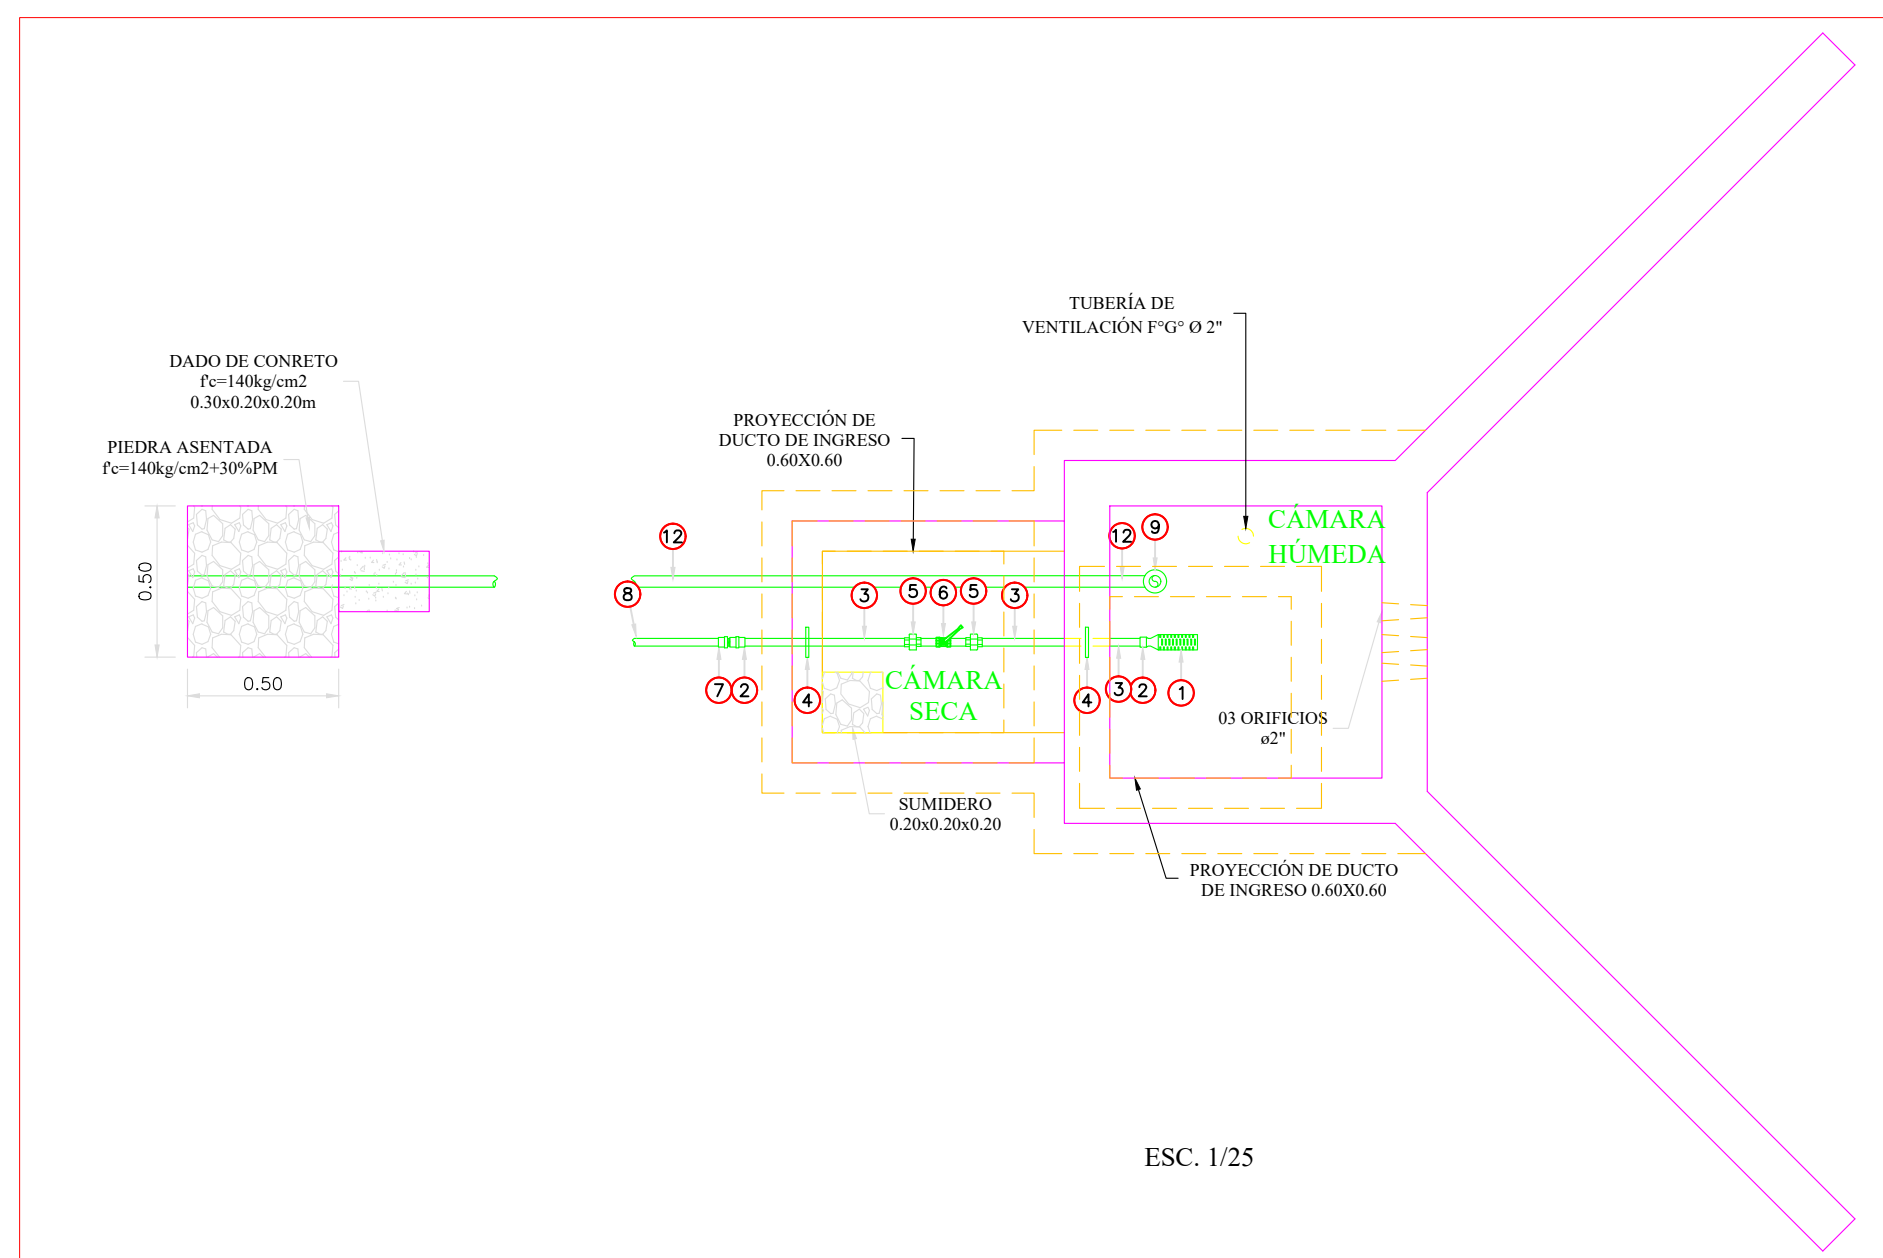 TUBERÍA DE
VENTILACIÓN F°G° Ø 2"
DADO DE CONRETO
f'c=140kg/cm2
0.30x0.20x0.20m
PIEDRA ASENTADA
f'c=140kg/cm2+30%PM
PROYECCIÓN DE
DUCTO DE INGRESO
0.60X0.60
CÁMARA
HÚMEDA
12
12
9
8
3
5
6
5
3
0.50
0.50
7
2
4
CÁMARA
SECA
4
3
2
1
03 ORIFICIOS
ø2"
SUMIDERO
0.20x0.20x0.20
PROYECCIÓN DE DUCTO
DE INGRESO 0.60X0.60
ESC. 1/25